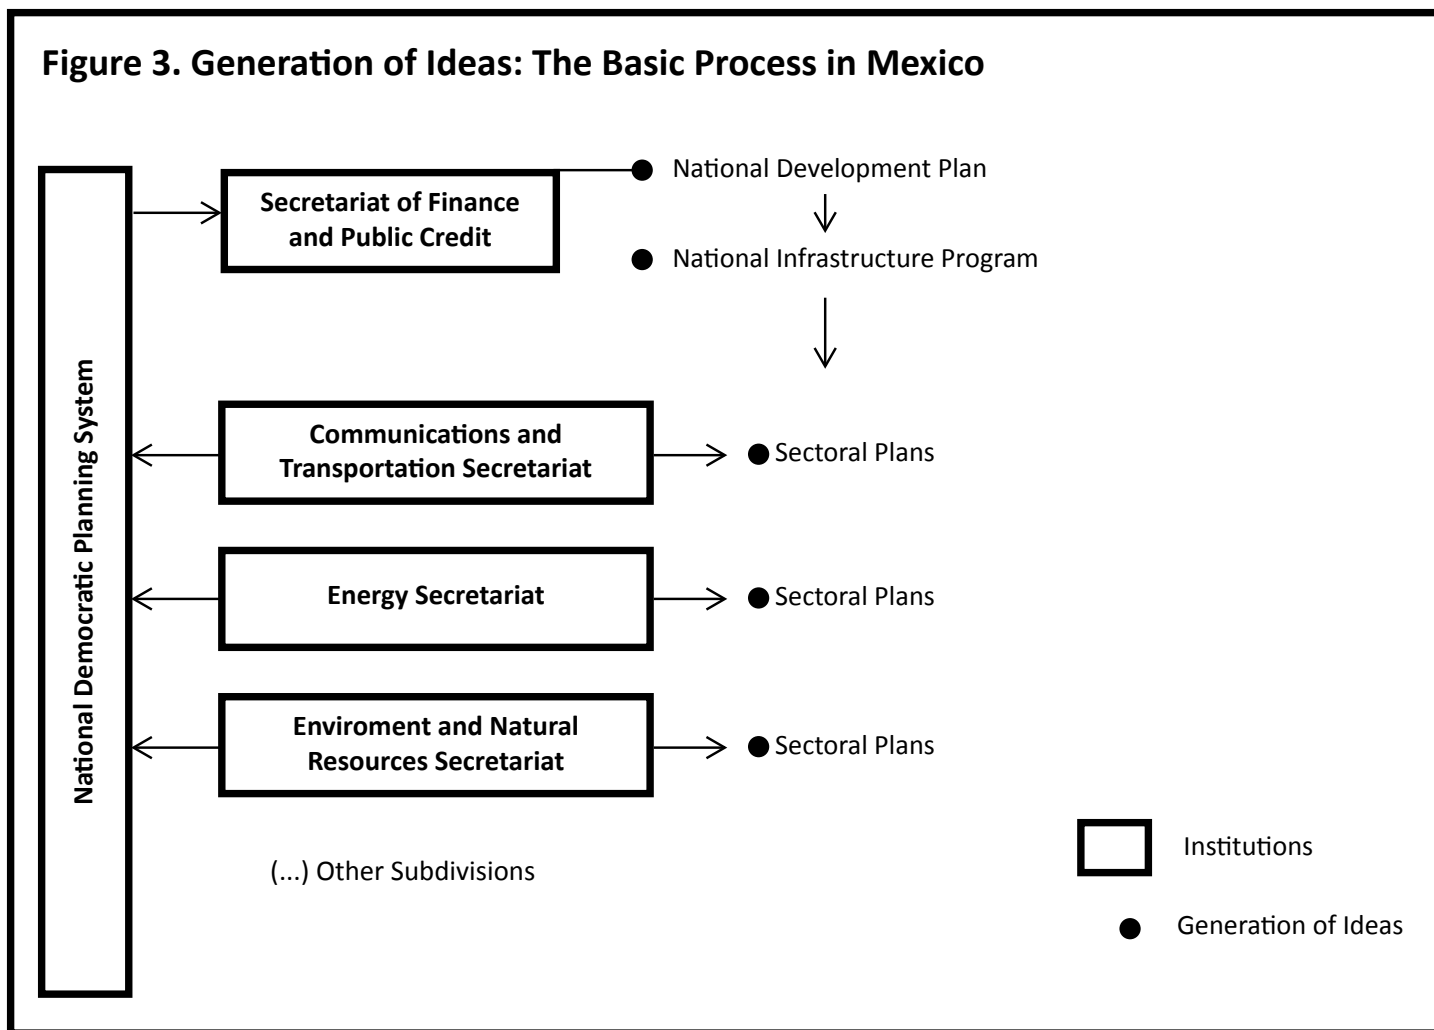 Figure 3. Generation of Ideas: The Basic Process in Mexico
National Democratic Planning System
Secretariat of Finance
and Public Credit
National Development Plan
National Infrastructure Program
Communications and
Transportation Secretariat
Sectoral Plans
Energy Secretariat
Sectoral Plans
Enviroment and Natural
Resources Secretariat
Sectoral Plans
(...) Other Subdivisions
Institutions
Generation of Ideas